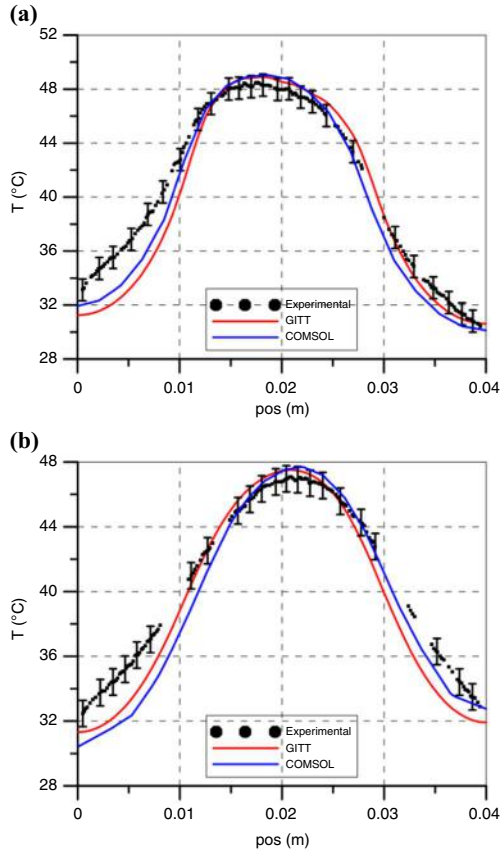 (a)
52
48
44
40
36
32
28
T (°C)
Experimental
GITT
COMSOL
0
0.01
0.02
0.03
0.04
pos (m)
(b)
48
44
40
36
32
28
T (°C)
Experimental
GITT
COMSOL
0
0.01
0.02
0.03
0.04
pos (m)